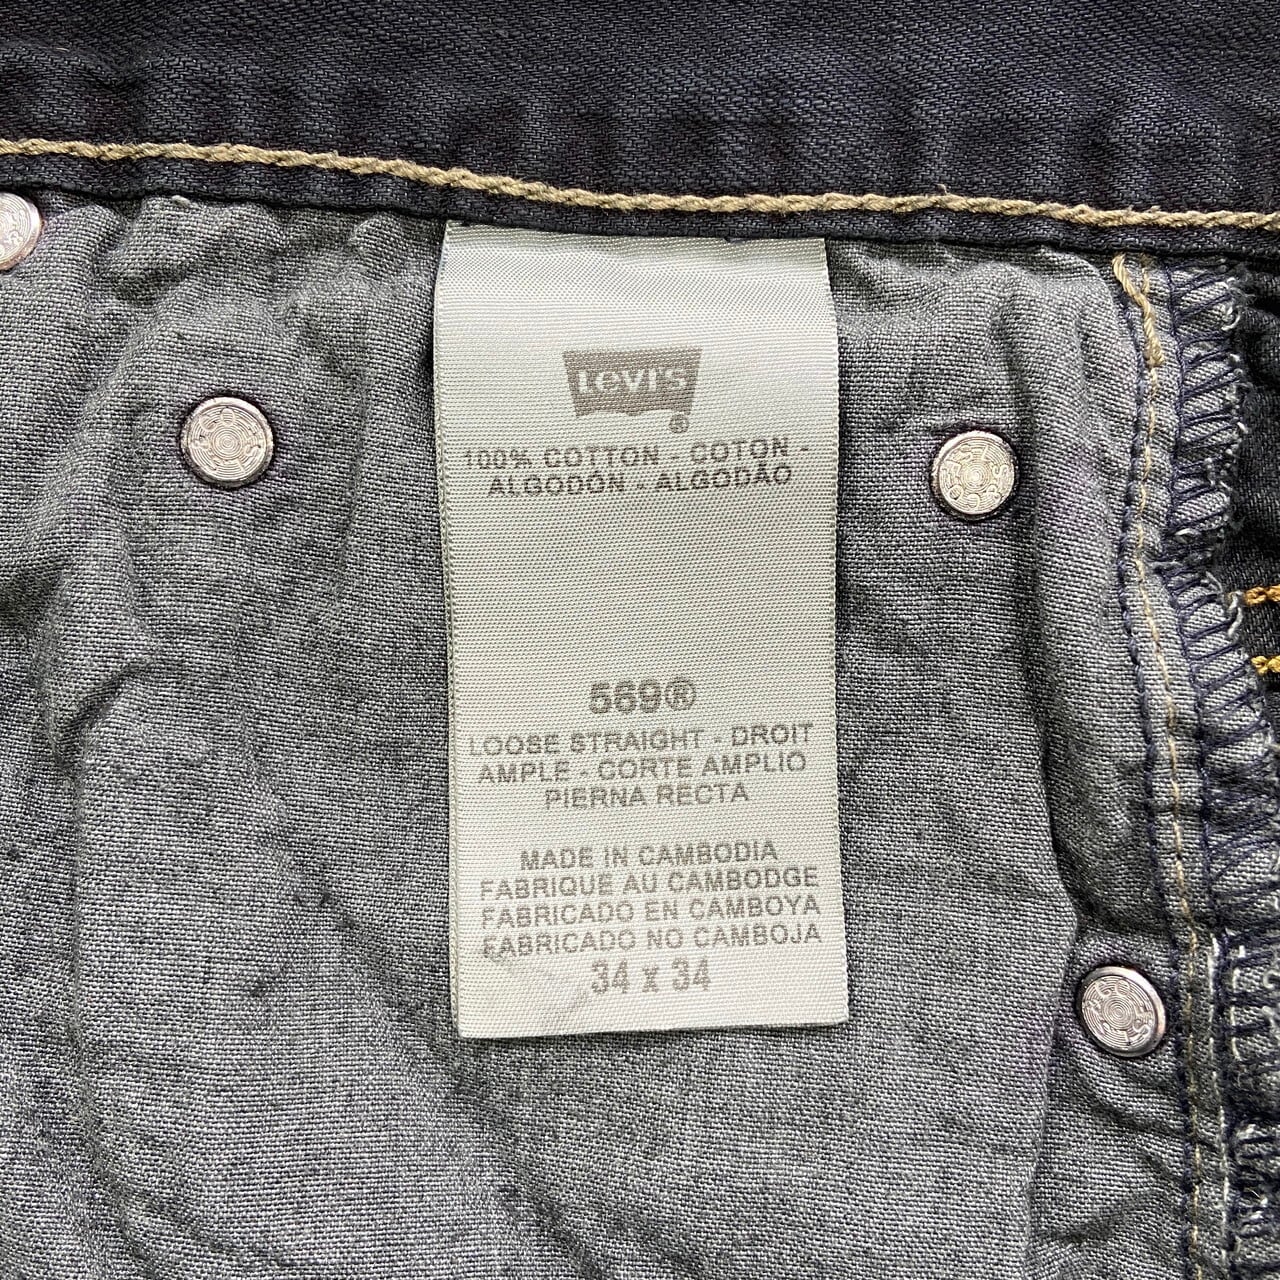 Levi's
®
100% COTTON - COTON -
ALGODÓN - ALGODÃO
569®
LOOSE STRAIGHT - DROIT
AMPLE - CORTE AMPLIO
PIERNA RECTA
MADE IN CAMBODIA
FABRIQUE AU CAMBODGE
FABRICADO EN CAMBOYA
FABRICADO NO CAMBOJA
34 x 34